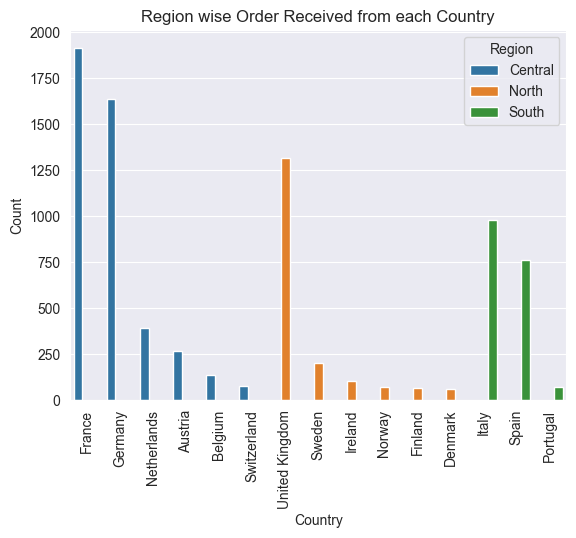 Region wise Order Received from each Country
Region
Central
North
South
2000
1750
1500
1250
1000
750
500
250
0
Count
France
Germany
Netherlands
Austria
Belgium
Switzerland
United Kingdom
Sweden
Ireland
Norway
Finland
Denmark
Italy
Spain
Portugal
Country